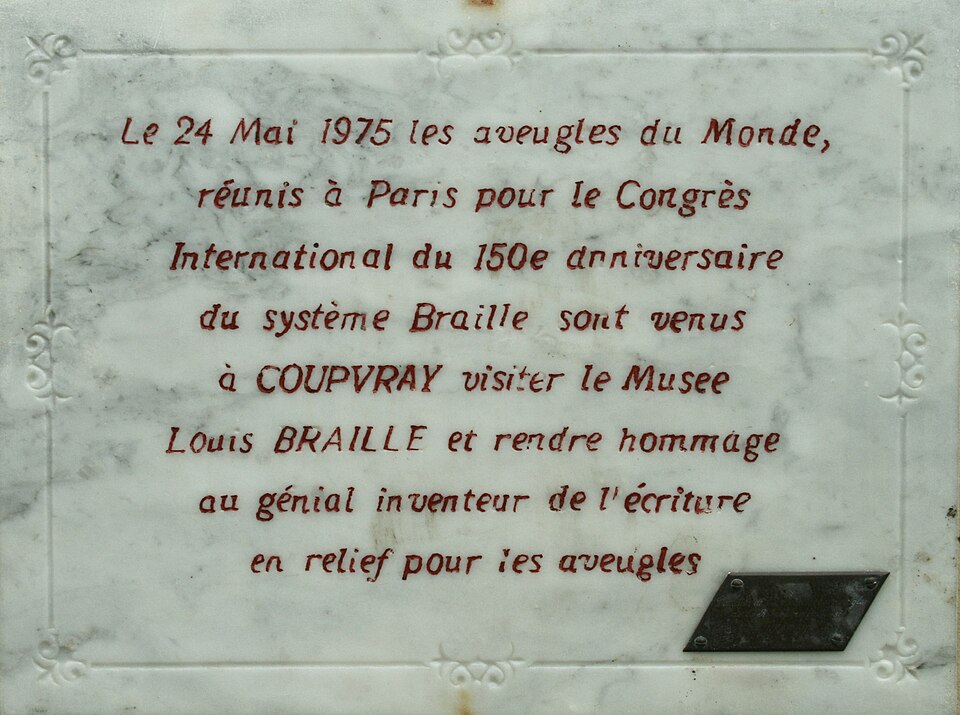 Le 24 Mai 1975 les aveugles du Monde,
réunis à Paris pour le Congrès
International du 150e anniversaire
du système Braille sont venus
à COUPVRAY visiter le Musee
Louis BRAILLE et rendre hommage
au génial inventeur de l'écriture
en relief pour les aveugles